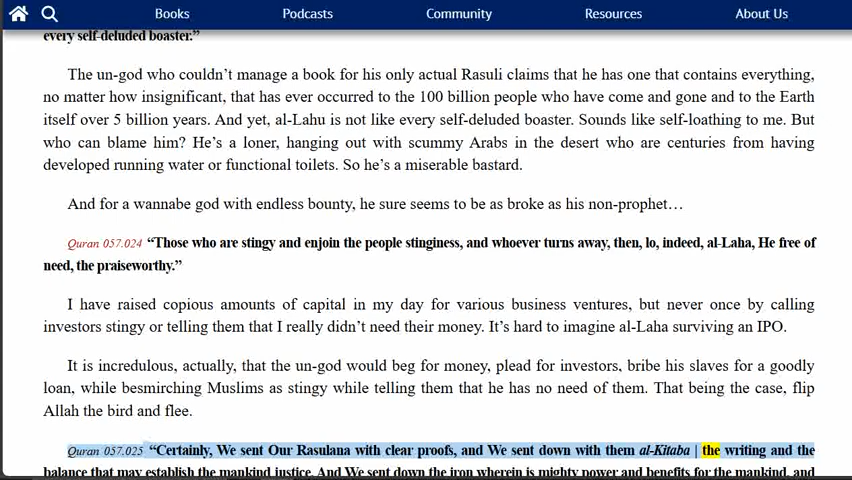 Books Podcasts Community Resources About Us
every self-deluded boaster.”
The un-god who couldn’t manage a book for his only actual Rasuli claims that he has one that contains everything,
no matter how insignificant, that has ever occurred to the 100 billion people who have come and gone and to the Earth
itself over 5 billion years. And yet, al-Lahu is not like every self-deluded boaster. Sounds like self-loathing to me. But
who can blame him? He’s a loner, hanging out with scummy Arabs in the desert who are centuries from having
developed running water or functional toilets. So he’s a miserable bastard.
And for a wannabe god with endless bounty, he sure seems to be as broke as his non-prophet…
Quran 057.024 “Those who are stingy and enjoin the people stinginess, and whoever turns away, then, lo, indeed, al-Laha, He free of
need, the praiseworthy.”
I have raised copious amounts of capital in my day for various business ventures, but never once by calling
investors stingy or telling them that I really didn’t need their money. It’s hard to imagine al-Laha surviving an IPO.
It is incredulous, actually, that the un-god would beg for money, plead for investors, bribe his slaves for a goodly
loan, while besmirching Muslims as stingy while telling them that he has no need of them. That being the case, flip
Allah the bird and flee.
Quran 057.025 “Certainly, We sent Our Rasulana with clear proofs, and We sent down with them al-Kitaba | the writing and the
balance that may establish the mankind justice. And We sent down the iron wherein is mighty power and benefits for the mankind, and